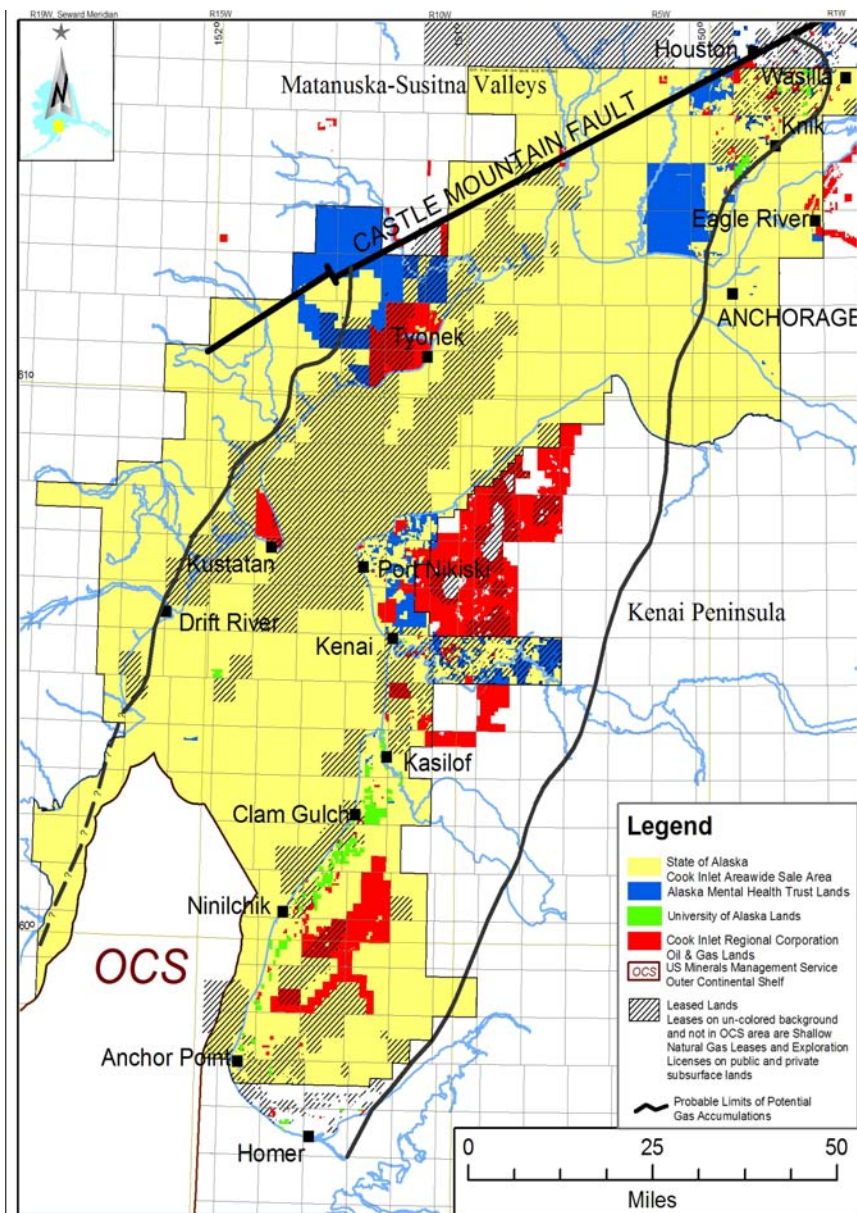 R19W, Seward Meridian
R15W
R10W
R5W
R1W
152°
151°
150°
N
Houston
Matanuska-Susitna Valleys
Wasilla
Knik
CASTLE MOUNTAIN FAULT
Eagle River
ANCHORAGE
Tyonek
61°
Kustatan
Port Nikiski
Drift River
Kenai Peninsula
Kenai
Kasilof
Clam Gulch
Ninilchik
60°
OCS
Anchor Point
Homer
? ? ? ?
Legend
State of Alaska
Cook Inlet Areawide Sale Area
Alaska Mental Health Trust Lands
University of Alaska Lands
Cook Inlet Regional Corporation
Oil & Gas Lands
OCS
US Minerals Management Service
Outer Continental Shelf
Leased Lands
Leases on un-colored background
and not in OCS area are Shallow
Natural Gas Leases and Exploration
Licenses on public and private
subsurface lands
Probable Limits of Potential
Gas Accumulations
0 25 50
Miles